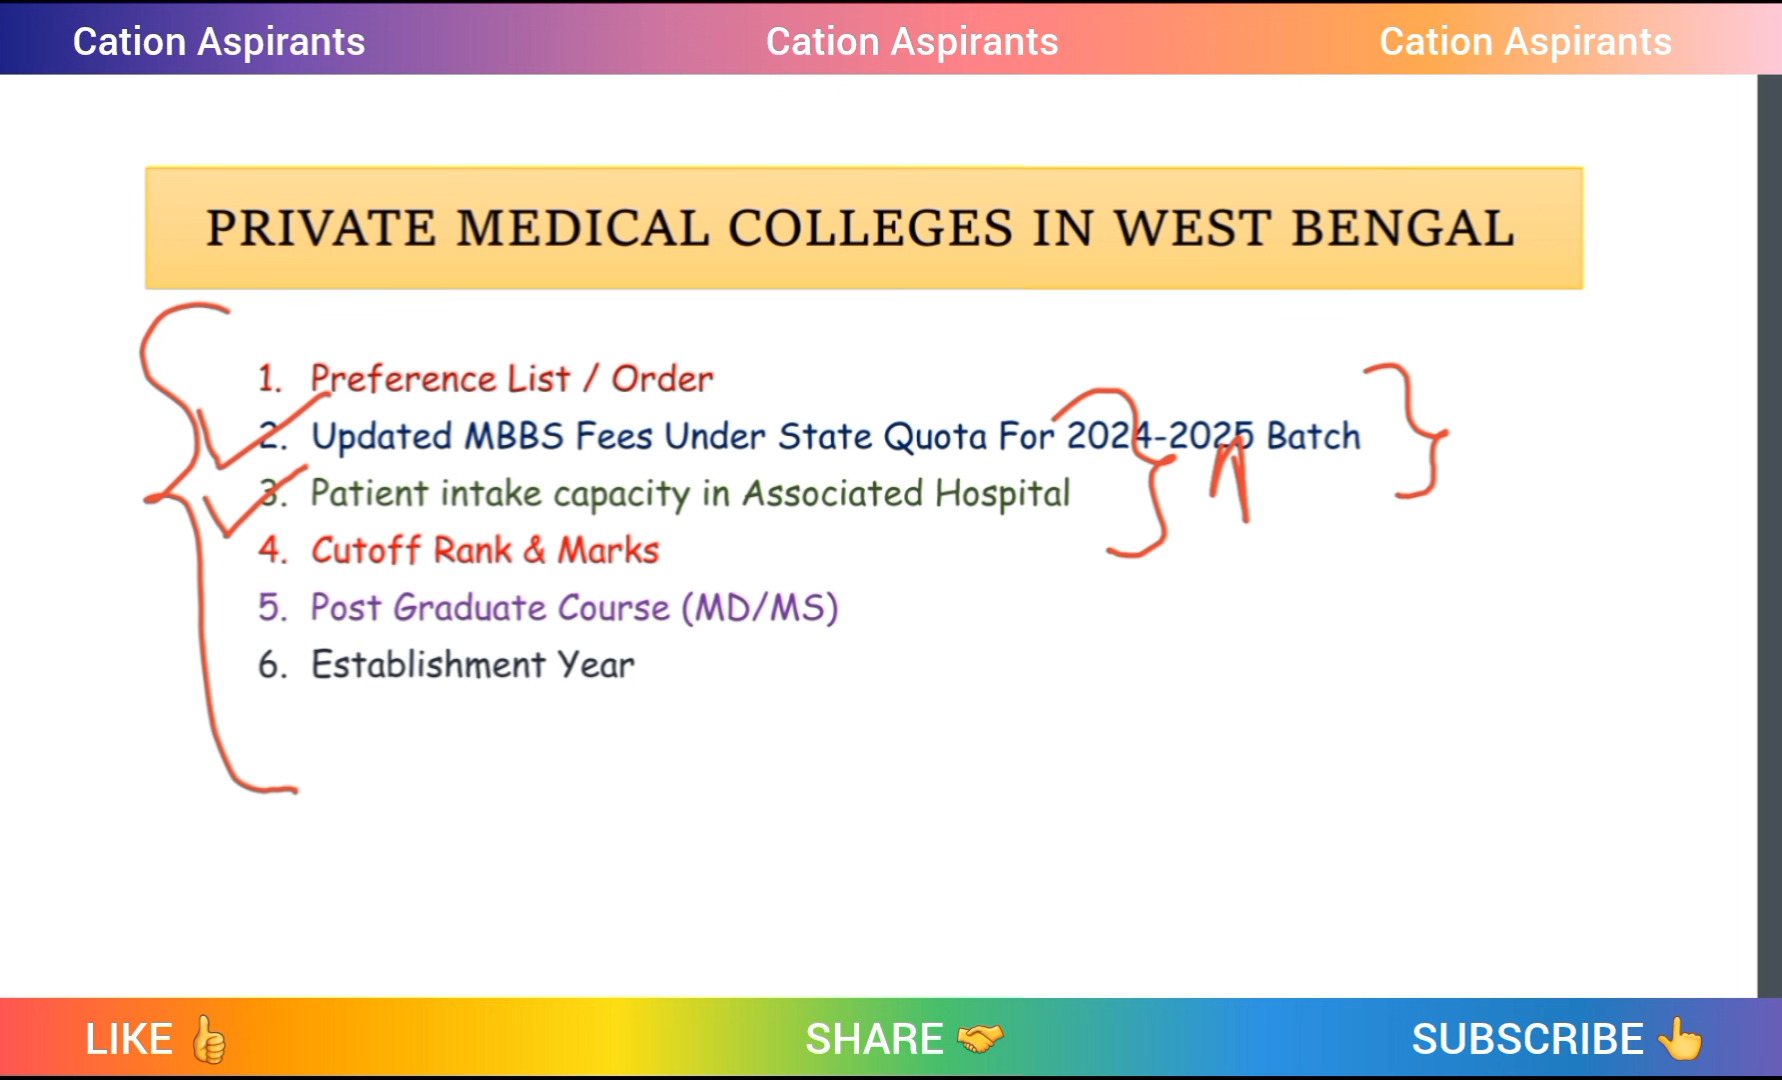 Cation Aspirants Cation Aspirants Cation Aspirants
PRIVATE MEDICAL COLLEGES IN WEST BENGAL
1. Preference List / Order
2. Updated MBBS Fees Under State Quota For 2024-2025 Batch
3. Patient intake capacity in Associated Hospital
4. Cutoff Rank & Marks
5. Post Graduate Course (MD/MS)
6. Establishment Year
LIKE 👍 SHARE 🤝 SUBSCRIBE 👆